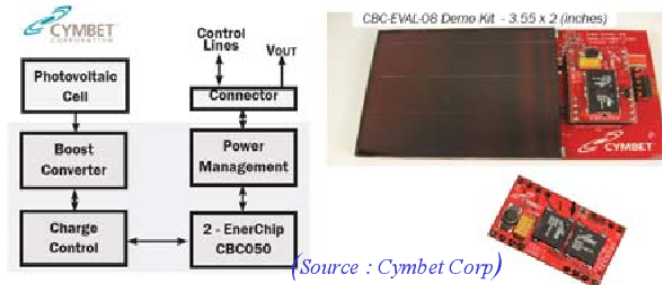 CYMBET
CORPORATION
Control
Lines
VOUT
Photovoltaic
Cell
Connector
Boost
Converter
Power
Management
Charge
Control
2 - EnerChip
CBC050
CBC-EVAL-08 Demo Kit - 3.55 x 2 (inches)
CYMBET
(Source : Cymbet Corp)